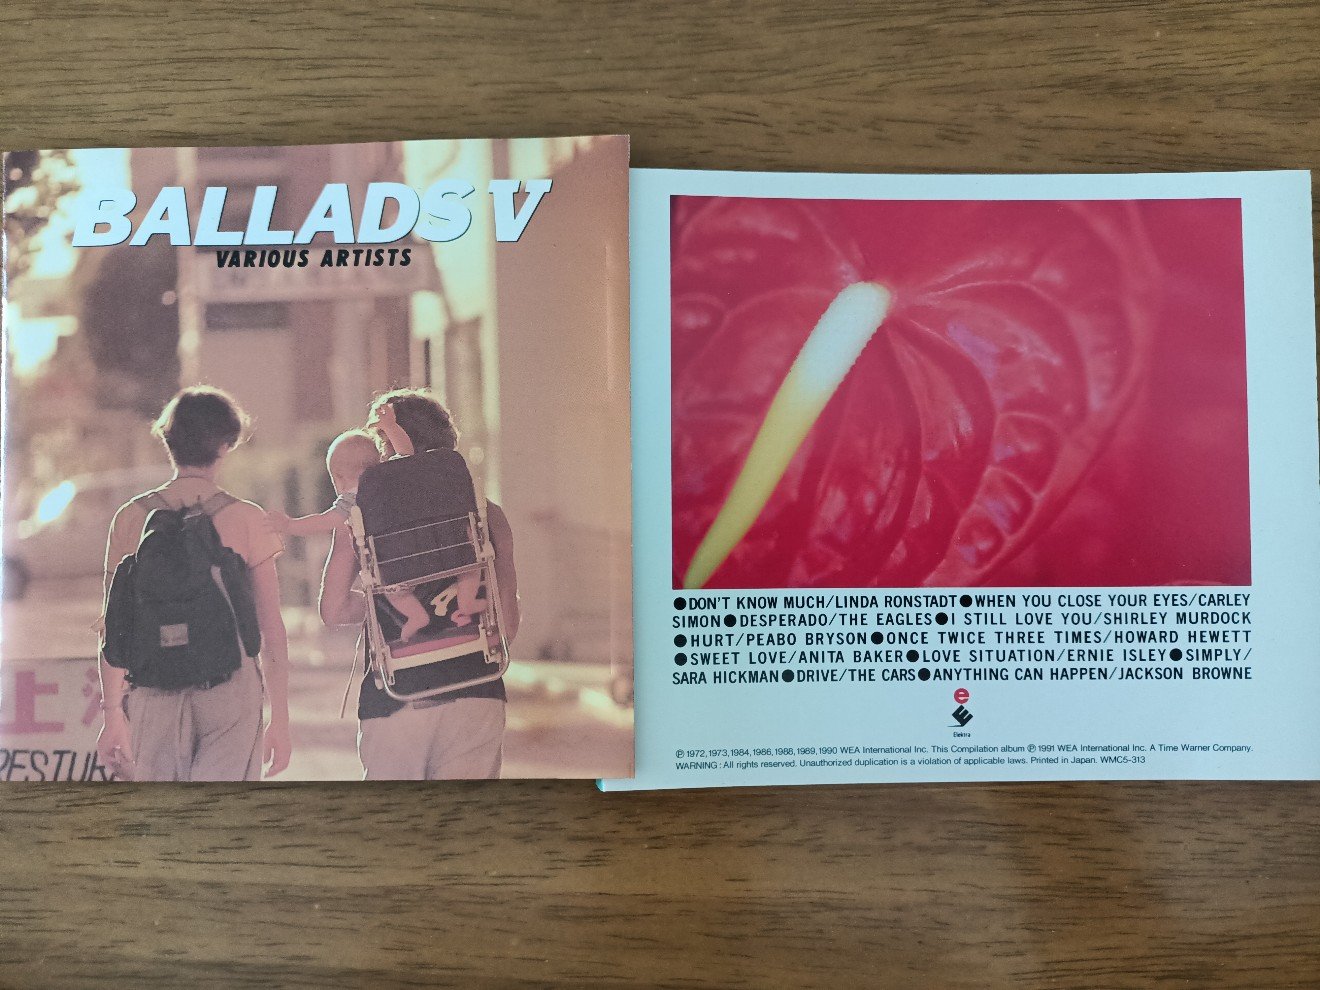 BALLADS V
VARIOUS ARTISTS
上
●DON'T KNOW MUCH/LINDA RONSTADT●WHEN YOU CLOSE YOUR EYES/CARLEY
SIMON●DESPERADO/THE EAGLES●I STILL LOVE YOU/SHIRLEY MURDOCK
●HURT/PEABO BRYSON●ONCE TWICE THREE TIMES/HOWARD HEWETT
●SWEET LOVE/ANITA BAKER●LOVE SITUATION/ERNIE ISLEY●SIMPLY/
SARA HICKMAN●DRIVE/THE CARS●ANYTHING CAN HAPPEN/JACKSON BROWNE
e
Elektra
Ⓟ 1972, 1973, 1984, 1986, 1988, 1989, 1990 WEA International Inc. This Compilation album Ⓟ 1991 WEA International Inc. A Time Warner Company.
WARNING : All rights reserved. Unauthorized duplication is a violation of applicable laws. Printed in Japan. WMC5-313